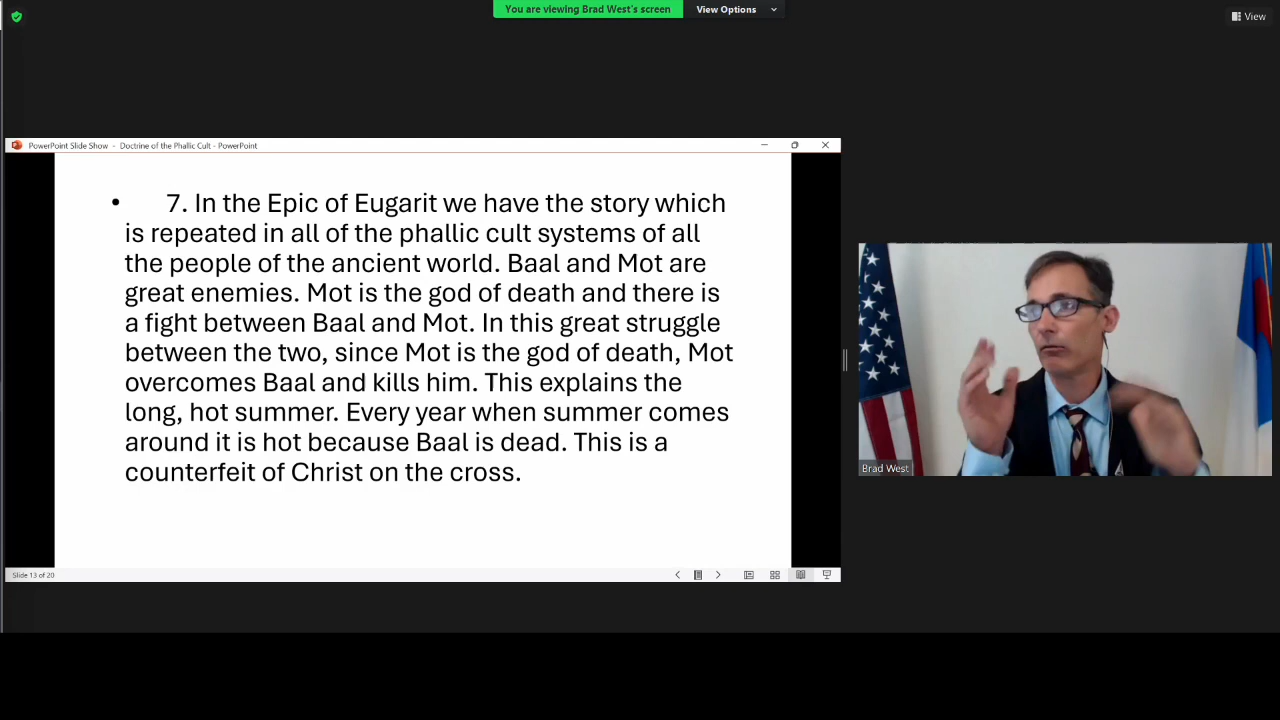 You are viewing Brad West's screen
View Options
View
PowerPoint Slide Show - Doctrine of the Phallic Cult - PowerPoint
• 7. In the Epic of Eugarit we have the story which
is repeated in all of the phallic cult systems of all
the people of the ancient world. Baal and Mot are
great enemies. Mot is the god of death and there is
a fight between Baal and Mot. In this great struggle
between the two, since Mot is the god of death, Mot
overcomes Baal and kills him. This explains the
long, hot summer. Every year when summer comes
around it is hot because Baal is dead. This is a
counterfeit of Christ on the cross.
Brad West
Slide 13 of 20